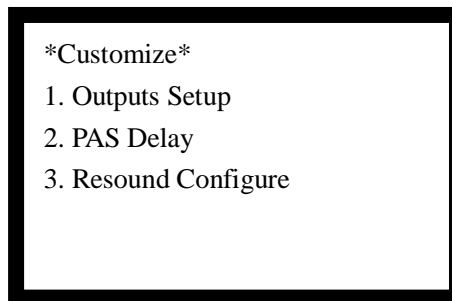 *Customize*
1. Outputs Setup
2. PAS Delay
3. Resound Configure